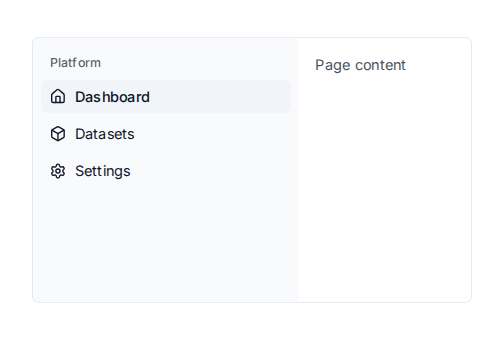 Platform
Dashboard
Datasets
Settings
Page content